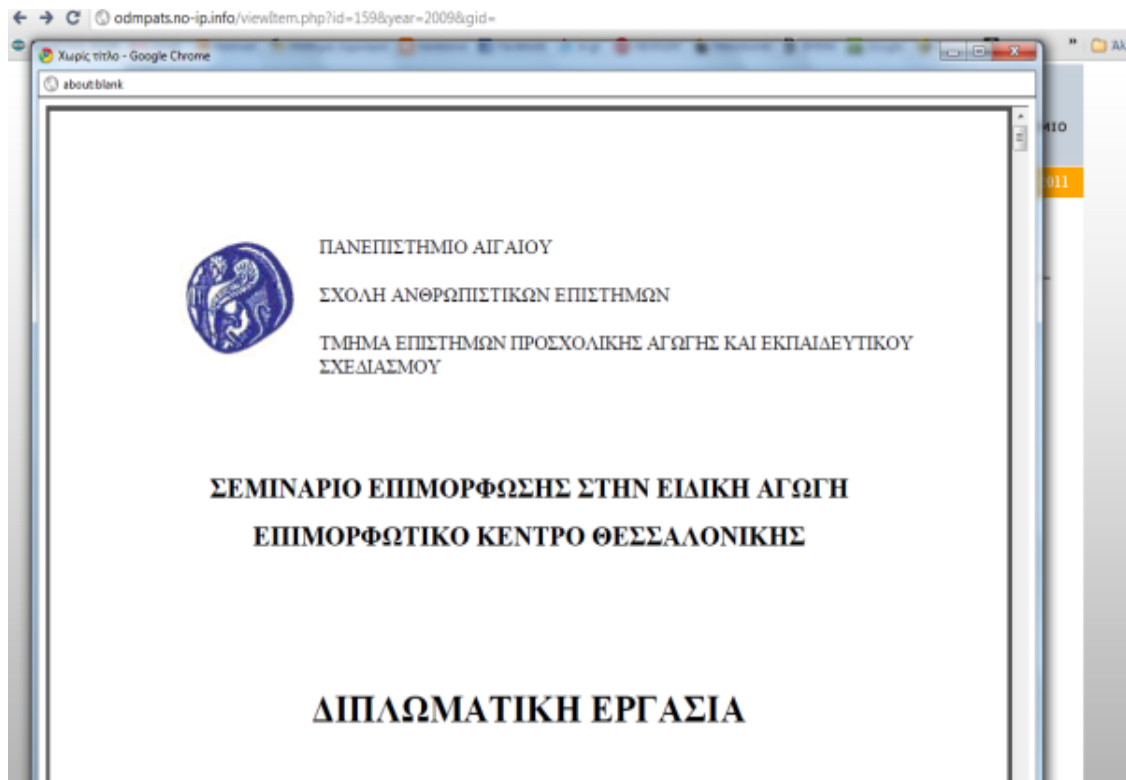 odmpats.no-ip.info/viewItem.php?id=159&year=2009&gid=
Χωρίς τίτλο - Google Chrome
about:blank
ΜΙΟ
2011
ΠΑΝΕΠΙΣΤΗΜΙΟ ΑΙΓΑΙΟΥ
ΣΧΟΛΗ ΑΝΘΡΩΠΙΣΤΙΚΩΝ ΕΠΙΣΤΗΜΩΝ
ΤΜΗΜΑ ΕΠΙΣΤΗΜΩΝ ΠΡΟΣΧΟΛΙΚΗΣ ΑΓΩΓΗΣ ΚΑΙ ΕΚΠΑΙΔΕΥΤΙΚΟΥ
ΣΧΕΔΙΑΣΜΟΥ
ΣΕΜΙΝΑΡΙΟ ΕΠΙΜΟΡΦΩΣΗΣ ΣΤΗΝ ΕΙΔΙΚΗ ΑΓΩΓΗ
ΕΠΙΜΟΡΦΩΤΙΚΟ ΚΕΝΤΡΟ ΘΕΣΣΑΛΟΝΙΚΗΣ
ΔΙΠΛΩΜΑΤΙΚΗ ΕΡΓΑΣΙΑ